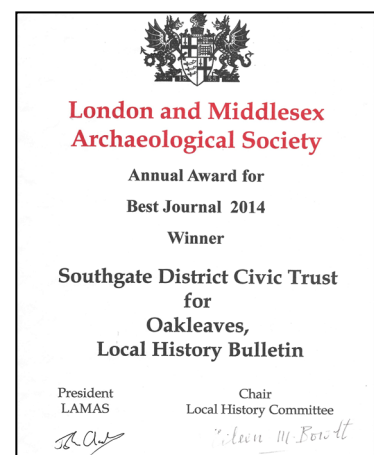 London and Middlesex
Archaeological Society
Annual Award for
Best Journal 2014
Winner
Southgate District Civic Trust
for
Oakleaves,
Local History Bulletin
President
LAMAS
Chair
Local History Committee